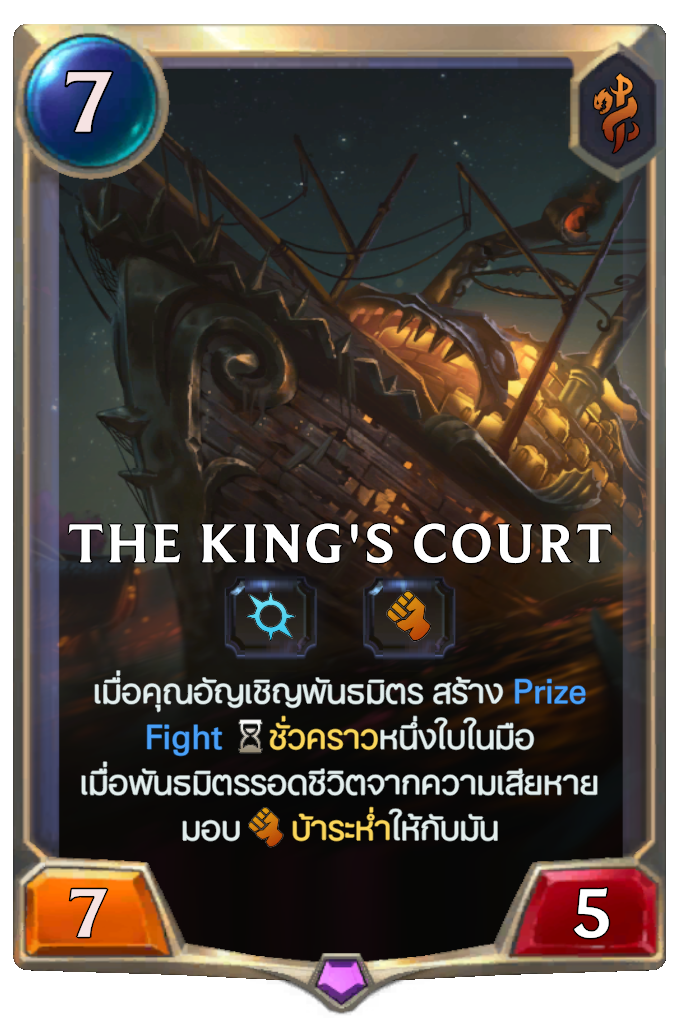 7
THE KING'S COURT
เมื่อคุณอัญเชิญพันธมิตร สร้าง Prize
Fight ชั่วคราวหนึ่งใบในมือ
เมื่อพันธมิตรรอดชีวิตจากความเสียหาย
มอบ บ้าระห่ำให้กับมัน
7
5